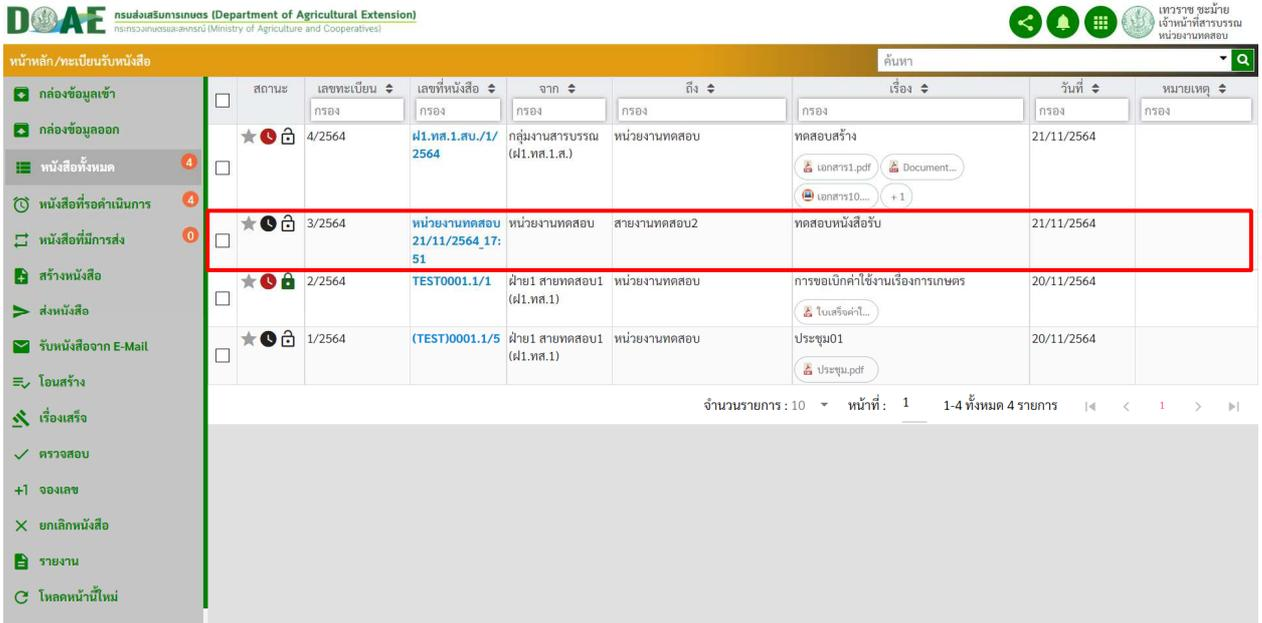 DOAE กรมส่งเสริมการเกษตร (Department of Agricultural Extension)
กระทรวงเกษตรและสหกรณ์ (Ministry of Agriculture and Cooperatives)
เทวราช ชะม้าย
เจ้าหน้าที่สารบรรณ
หน่วยงานทดสอบ
หน้าหลัก/ทะเบียนรับหนังสือ
ค้นหา
กล่องข้อมูลเข้า
กล่องข้อมูลออก
หนังสือทั้งหมด 4
หนังสือที่รอดำเนินการ 4
หนังสือที่มีการส่ง 0
สร้างหนังสือ
ส่งหนังสือ
รับหนังสือจาก E-Mail
โอนสร้าง
เรื่องเสร็จ
ตรวจสอบ
+1 จองเลข
ยกเลิกหนังสือ
รายงาน
โหลดหน้านี้ใหม่
สถานะ เลขทะเบียน เลขที่หนังสือ จาก ถึง เรื่อง วันที่ หมายเหตุ
กรอง กรอง กรอง กรอง กรอง กรอง กรอง
4/2564 ฝ1.ทส.1.สบ./1/ กลุ่มงานสารบรรณ หน่วยงานทดสอบ ทดสอบสร้าง 21/11/2564
2564 (ฝ1.ทส.1.ส.)
เอกสาร1.pdf Document...
เอกสาร10.... + 1
3/2564 หน่วยงานทดสอบ หน่วยงานทดสอบ สายงานทดสอบ2 ทดสอบหนังสือรับ 21/11/2564
21/11/2564_17:
51
2/2564 TEST0001.1/1 ฝ่าย1 สายทดสอบ1 หน่วยงานทดสอบ การขอเบิกค่าใช้งานเรื่องการเกษตร 20/11/2564
(ฝ1.ทส.1)
ใบเสร็จค่าใ...
1/2564 (TEST)0001.1/5 ฝ่าย1 สายทดสอบ1 หน่วยงานทดสอบ ประชุม01 20/11/2564
(ฝ1.ทส.1)
ประชุม.pdf
จำนวนรายการ : 10 หน้าที่ : 1 1-4 ทั้งหมด 4 รายการ 1